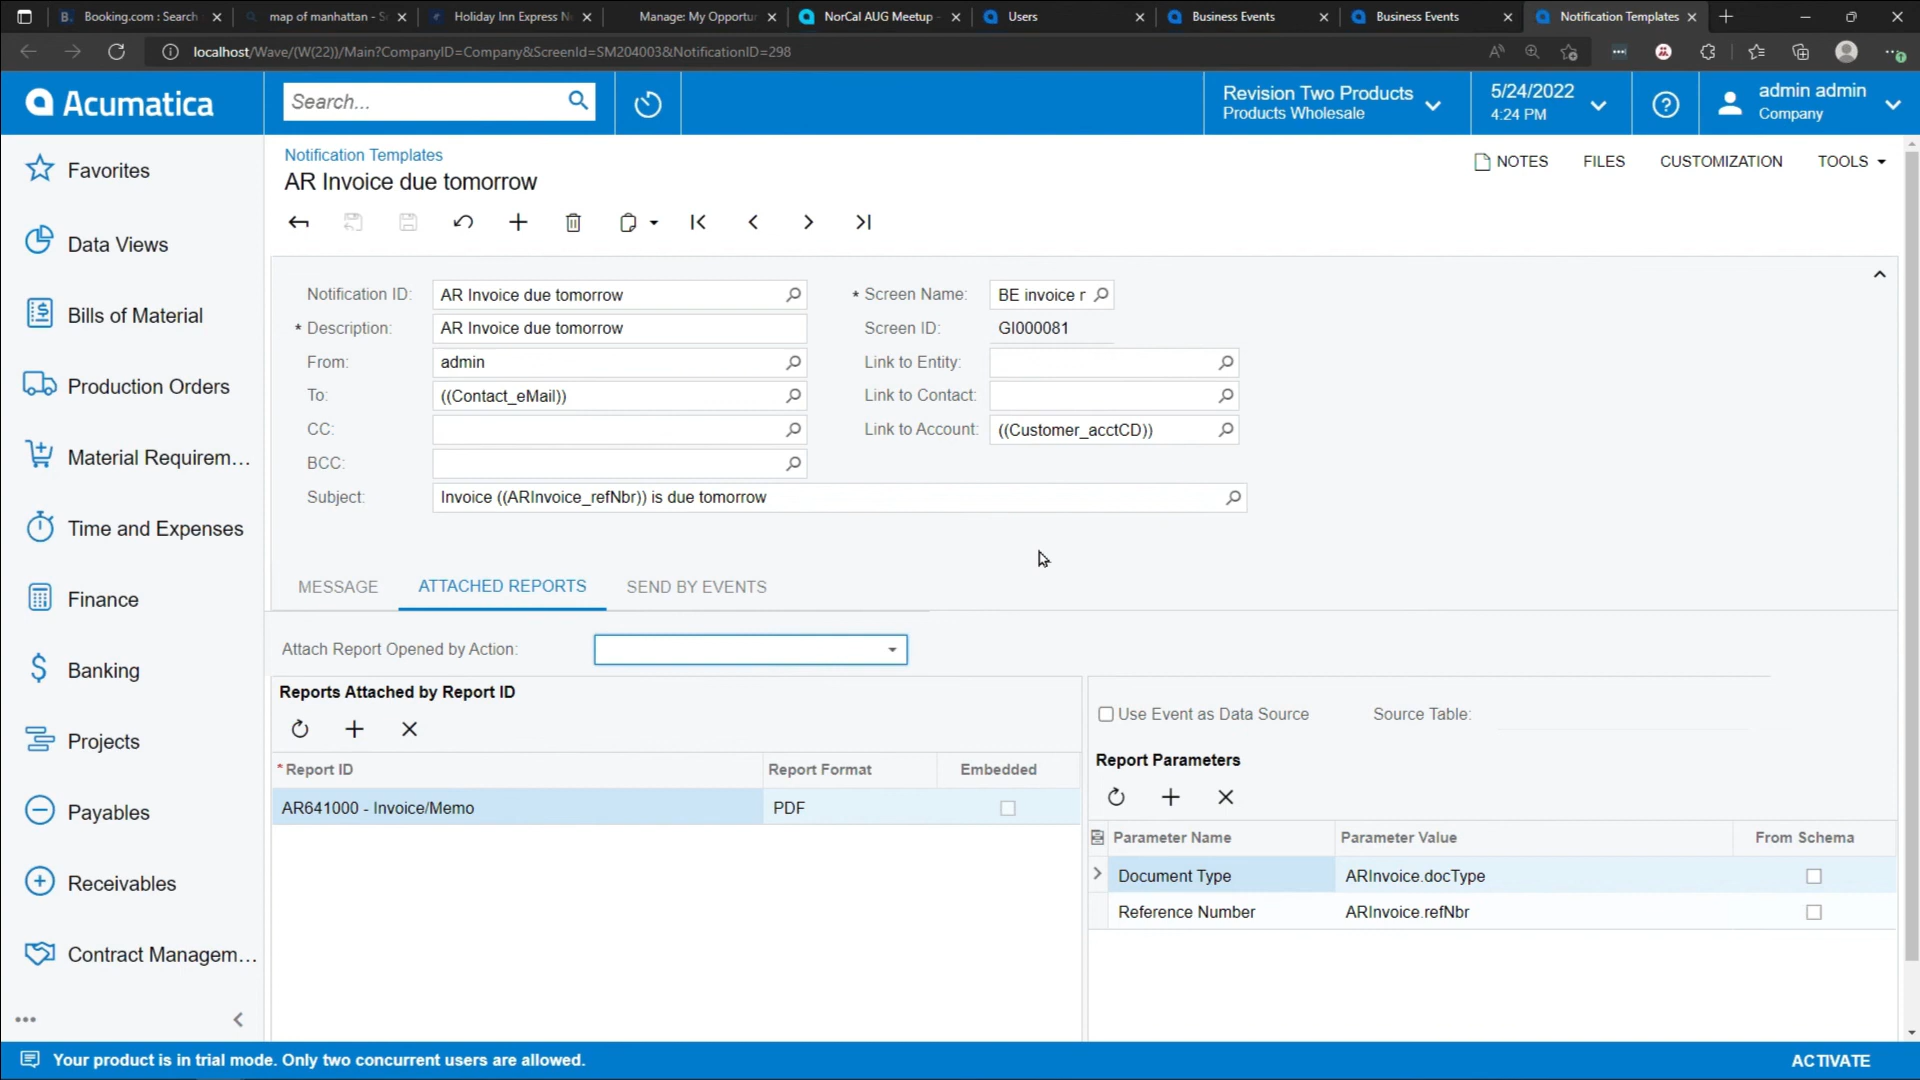 Booking.com : Search
map of manhattan - S
Holiday Inn Express N
Manage: My Opportun
NorCal AUG Meetup
Users
Business Events
Business Events
Notification Templates
localhost/Wave/(W(22))/Main?CompanyID=Company&ScreenId=SM204003&NotificationID=298
Acumatica
Search...
Revision Two Products
Products Wholesale
5/24/2022
4:24 PM
admin admin
Company
Favorites
Data Views
Bills of Material
Production Orders
Material Requirem...
Time and Expenses
Finance
Banking
Projects
Payables
Receivables
Contract Managem...
Notification Templates
AR Invoice due tomorrow
NOTES
FILES
CUSTOMIZATION
TOOLS
Notification ID: AR Invoice due tomorrow
* Description: AR Invoice due tomorrow
From: admin
To: ((Contact_eMail))
CC:
BCC:
Subject: Invoice ((ARInvoice_refNbr)) is due tomorrow
* Screen Name: BE invoice r
Screen ID: GI000081
Link to Entity:
Link to Contact:
Link to Account: ((Customer_acctCD))
MESSAGE
ATTACHED REPORTS
SEND BY EVENTS
Attach Report Opened by Action:
Reports Attached by Report ID
* Report ID Report Format Embedded
AR641000 - Invoice/Memo PDF
Use Event as Data Source Source Table:
Report Parameters
Parameter Name Parameter Value From Schema
Document Type ARInvoice.docType
Reference Number ARInvoice.refNbr
Your product is in trial mode. Only two concurrent users are allowed.
ACTIVATE